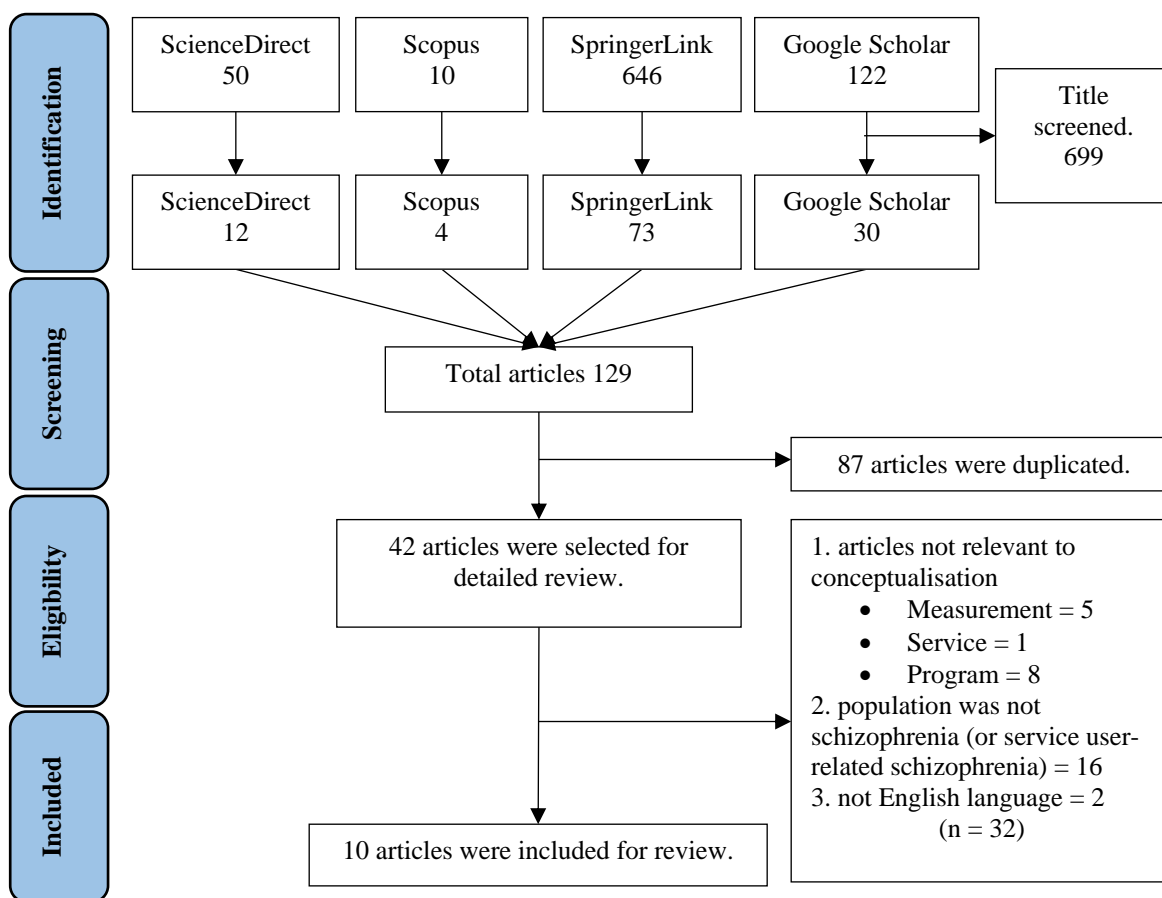 Identification
ScienceDirect
50
Scopus
10
SpringerLink
646
Google Scholar
122
Title
screened.
699
ScienceDirect
12
Scopus
4
SpringerLink
73
Google Scholar
30
Screening
Total articles 129
87 articles were duplicated.
Eligibility
42 articles were selected for
detailed review.
1. articles not relevant to
conceptualisation
• Measurement = 5
• Service = 1
• Program = 8
2. population was not
schizophrenia (or service user-
related schizophrenia) = 16
3. not English language = 2
(n = 32)
Included
10 articles were included for review.